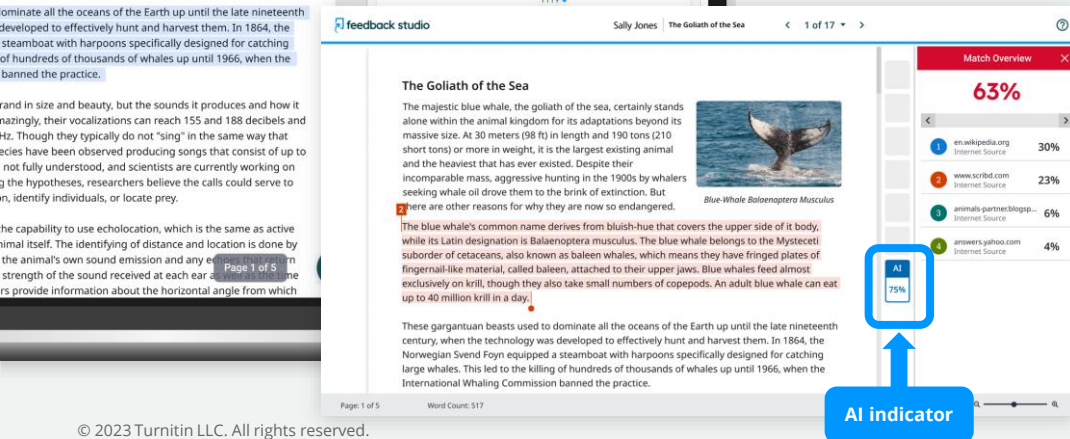 dominate all the oceans of the Earth up until the late nineteenth
developed to effectively hunt and harvest them. In 1864, the
steamboat with harpoons specifically designed for catching
of hundreds of thousands of whales up until 1966, when the
banned the practice.
rand in size and beauty, but the sounds it produces and how it
mazingly, their vocalizations can reach 155 and 188 decibels and
Hz. Though they typically do not "sing" in the same way that
ecies have been observed producing songs that consist of up to
not fully understood, and scientists are currently working on
g the hypotheses, researchers believe the calls could serve to
n, identify individuals, or locate prey.
he capability to use echolocation, which is the same as active
nimal itself. The identifying of distance and location is done by
the animal's own sound emission and any echoes that return
strength of the sound received at each ear as well as the time
rs provide information about the horizontal angle from which
Page 1 of 5
feedback studio
Sally Jones | The Goliath of the Sea
< 1 of 17 >
?
The Goliath of the Sea
The majestic blue whale, the goliath of the sea, certainly stands
alone within the animal kingdom for its adaptations beyond its
massive size. At 30 meters (98 ft) in length and 190 tons (210
short tons) or more in weight, it is the largest existing animal
and the heaviest that has ever existed. Despite their
incomparable mass, aggressive hunting in the 1900s by whalers
seeking whale oil drove them to the brink of extinction. But
there are other reasons for why they are now so endangered.
Blue-Whale Balaenoptera Musculus
2
The blue whale's common name derives from bluish-hue that covers the upper side of it body,
while its Latin designation is Balaenoptera musculus. The blue whale belongs to the Mysteceti
suborder of cetaceans, also known as baleen whales, which means they have fringed plates of
fingernail-like material, called baleen, attached to their upper jaws. Blue whales feed almost
exclusively on krill, though they also take small numbers of copepods. An adult blue whale can eat
up to 40 million krill in a day.
These gargantuan beasts used to dominate all the oceans of the Earth up until the late nineteenth
century, when the technology was developed to effectively hunt and harvest them. In 1864, the
Norwegian Svend Foyn equipped a steamboat with harpoons specifically designed for catching
large whales. This led to the killing of hundreds of thousands of whales up until 1966, when the
International Whaling Commission banned the practice.
Page: 1 of 5
Word Count: 517
AI
75%
Match Overview X
63%
< >
1 en.wikipedia.org 30%
Internet Source
2 www.scribd.com 23%
Internet Source
3 animals-partner.blogsp... 6%
Internet Source
4 answers.yahoo.com 4%
Internet Source
AI indicator
© 2023 Turnitin LLC. All rights reserved.